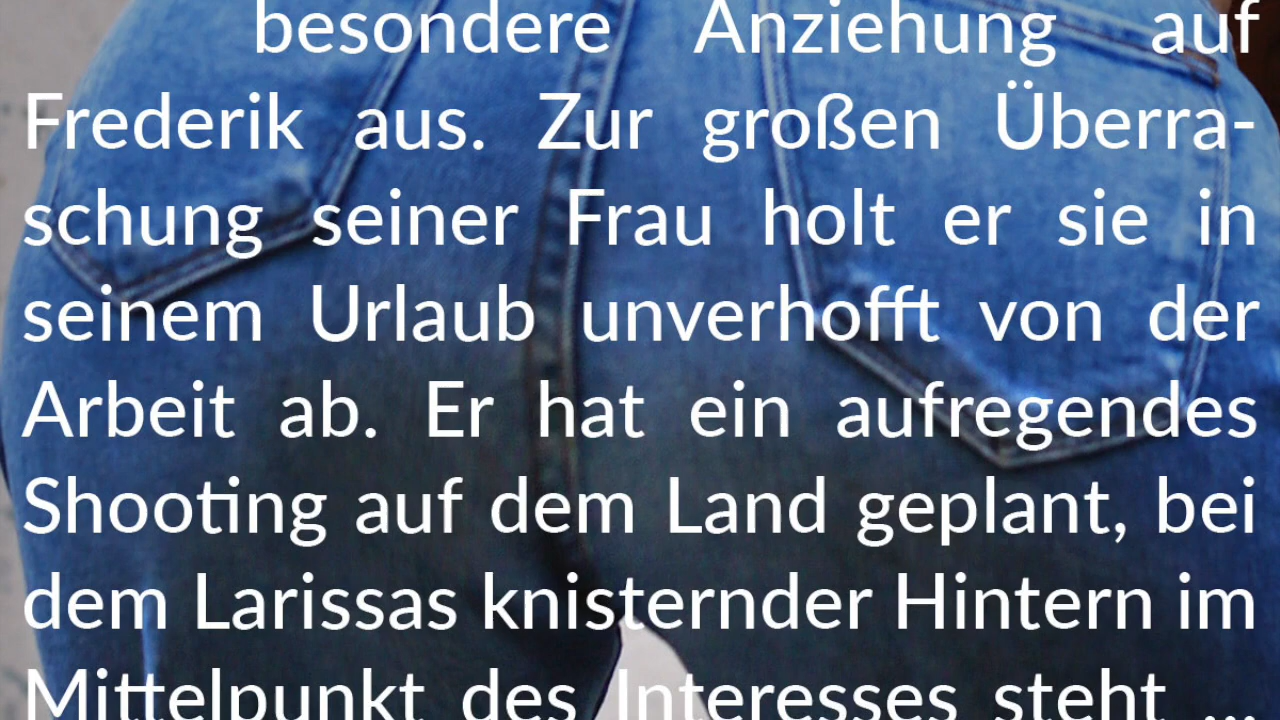 besondere Anziehung auf
Frederik aus. Zur großen Überra-
schung seiner Frau holt er sie in
seinem Urlaub unverhofft von der
Arbeit ab. Er hat ein aufregendes
Shooting auf dem Land geplant, bei
dem Larissas knisternder Hintern im
Mittelpunkt des Interesses steht ...